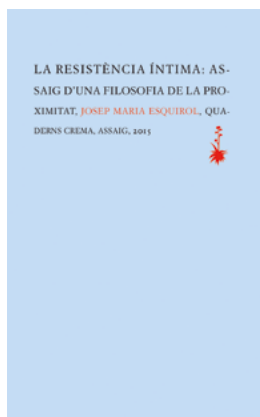 LA RESISTÈNCIA ÍNTIMA: AS-
SAIG D'UNA FILOSOFIA DE LA PRO-
XIMITAT, JOSEP MARIA ESQUIROL, QUA-
DERNS CREMA, ASSAIG, 2015